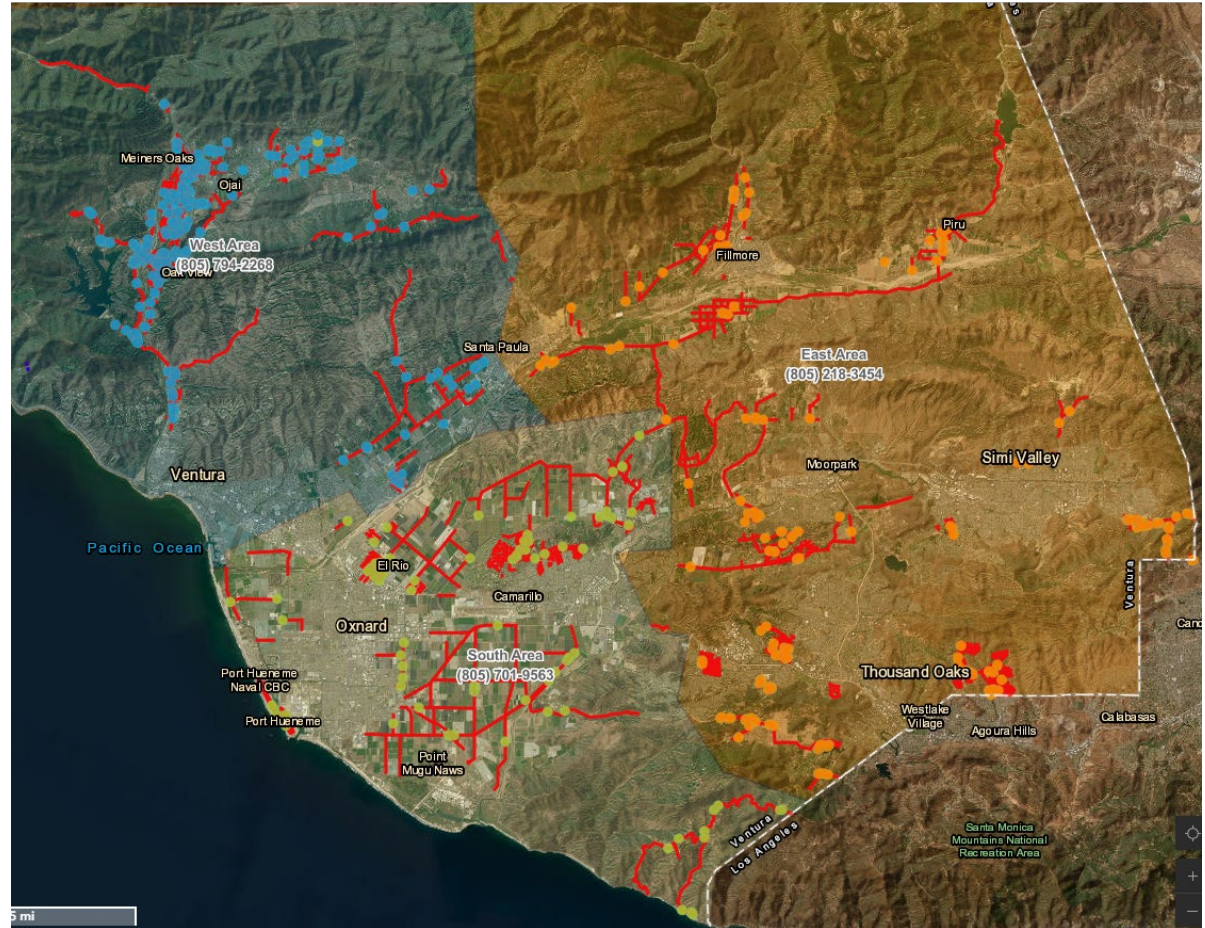 Meiners Oaks
Ojai
West Area
(805) 794-2268
Oak View
Piru
Fillmore
Santa Paula
East Area
(805) 218-3454
Ventura
Moorpark
Simi Valley
Pacific Ocean
El Rio
Camarillo
Ventura
Oxnard
South Area
(805) 701-9563
Port Hueneme
Naval CBC
Port Hueneme
Thousand Oaks
Westlake
Village
Agoura Hills
Calabasas
Point
Mugu Naws
Ventura
Los Angeles
Santa Monica
Mountains National
Recreation Area
5 mi